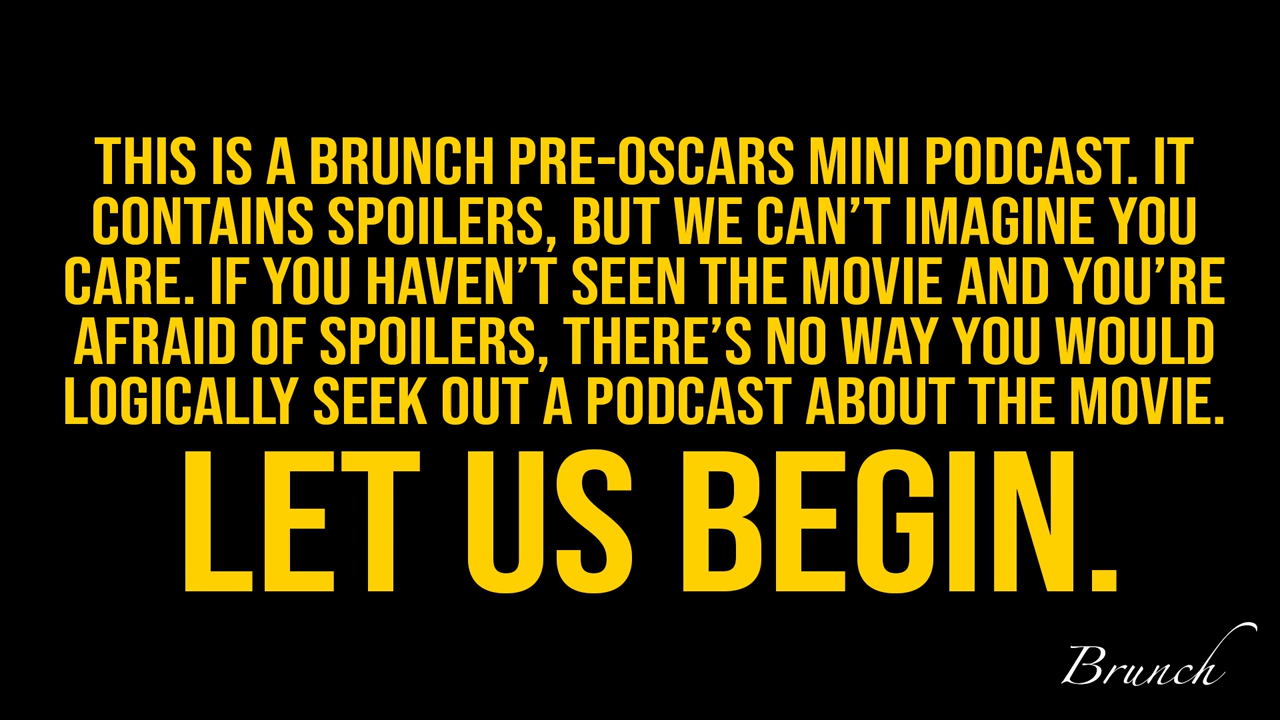 THIS IS A BRUNCH PRE-OSCARS MINI PODCAST. IT
CONTAINS SPOILERS, BUT WE CAN’T IMAGINE YOU
CARE. IF YOU HAVEN’T SEEN THE MOVIE AND YOU’RE
AFRAID OF SPOILERS, THERE’S NO WAY YOU WOULD
LOGICALLY SEEK OUT A PODCAST ABOUT THE MOVIE.
LET US BEGIN.
Brunch